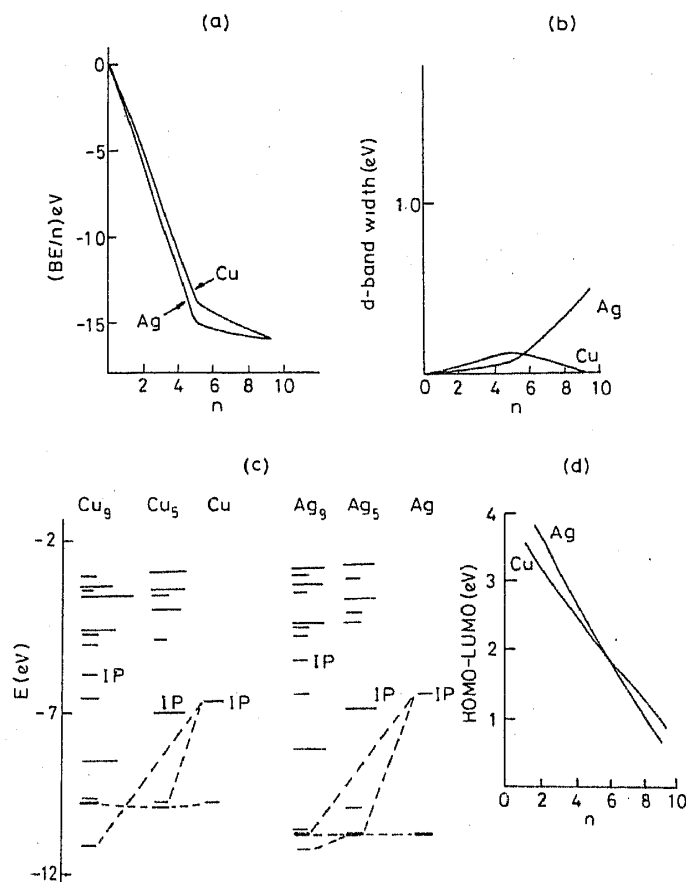 (a)
0
-5
-10
-15
(BE/n) eV
Cu
Ag
2 4 6 8 10
n
(b)
1.0
d-band width (eV)
Ag
Cu
0 2 4 6 8 10
n
(c)
Cu9 Cu5 Cu Ag9 Ag5 Ag
-2
-7
-12
E (eV)
IP
IP
IP
IP
IP
IP
(d)
4
3
2
1
HOMO-LUMO (eV)
Ag
Cu
0 2 4 6 8 10
n